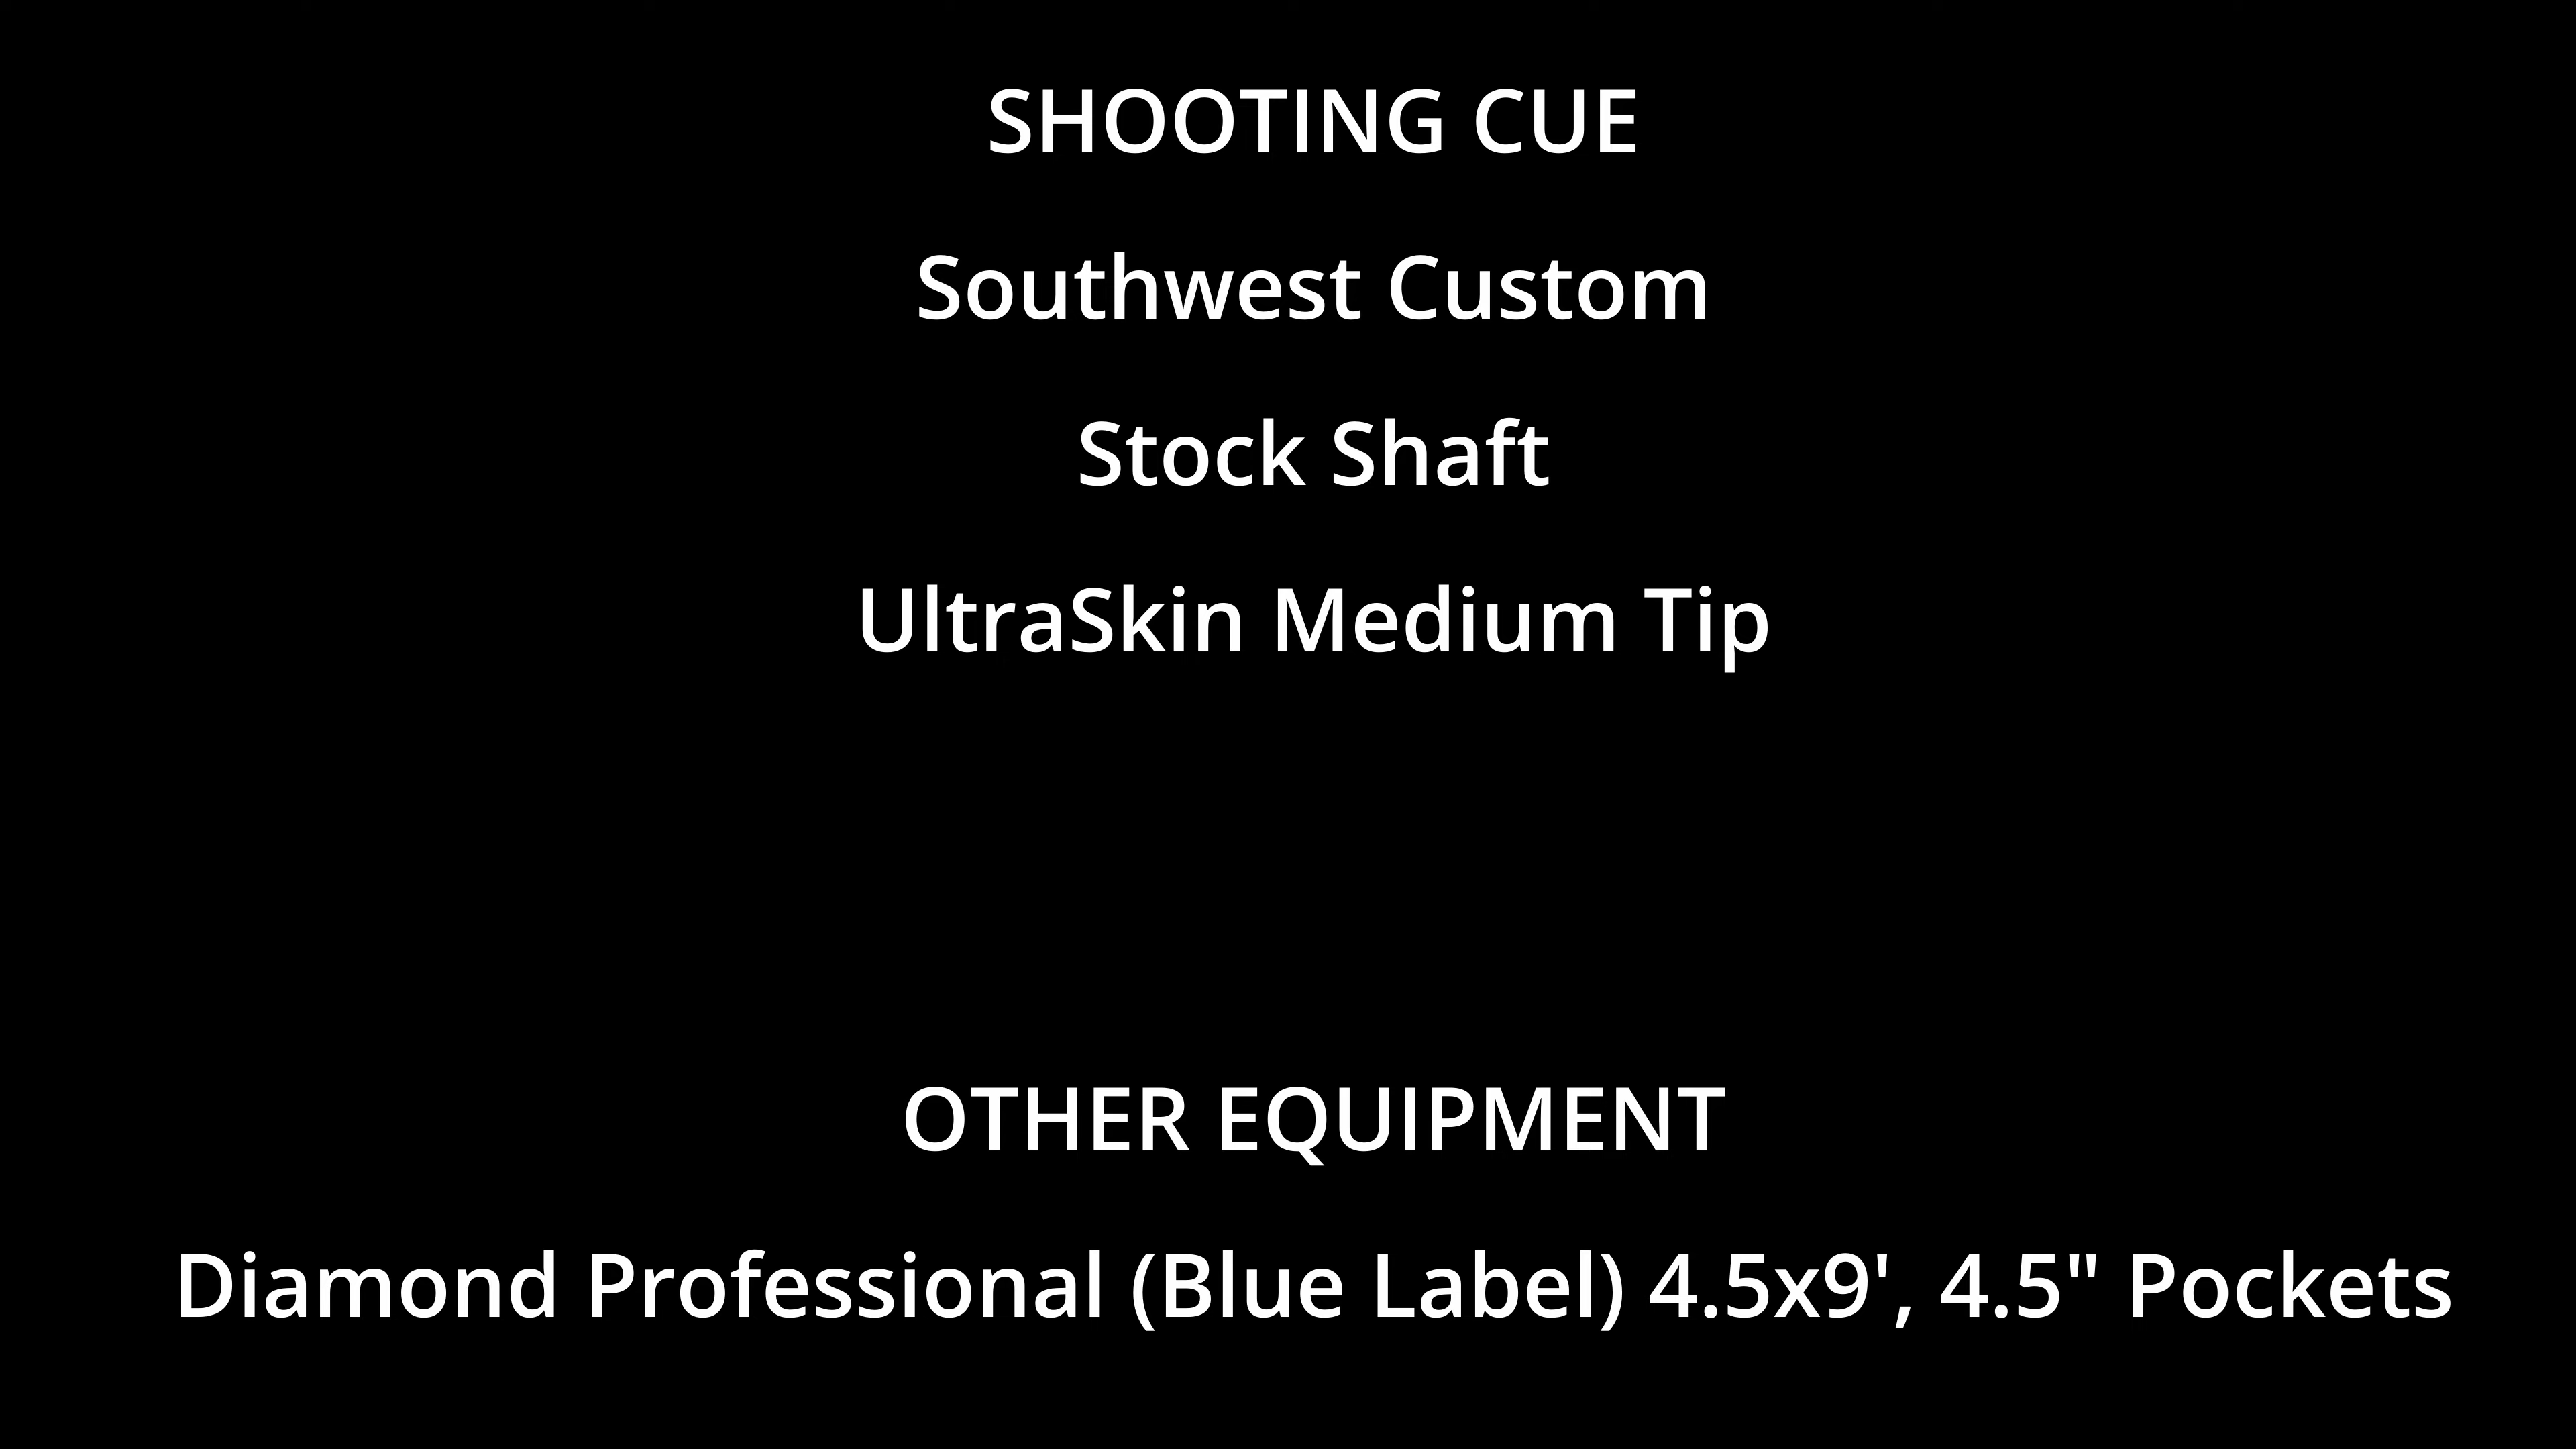 SHOOTING CUE
Southwest Custom
Stock Shaft
UltraSkin Medium Tip
OTHER EQUIPMENT
Diamond Professional (Blue Label) 4.5x9', 4.5" Pockets